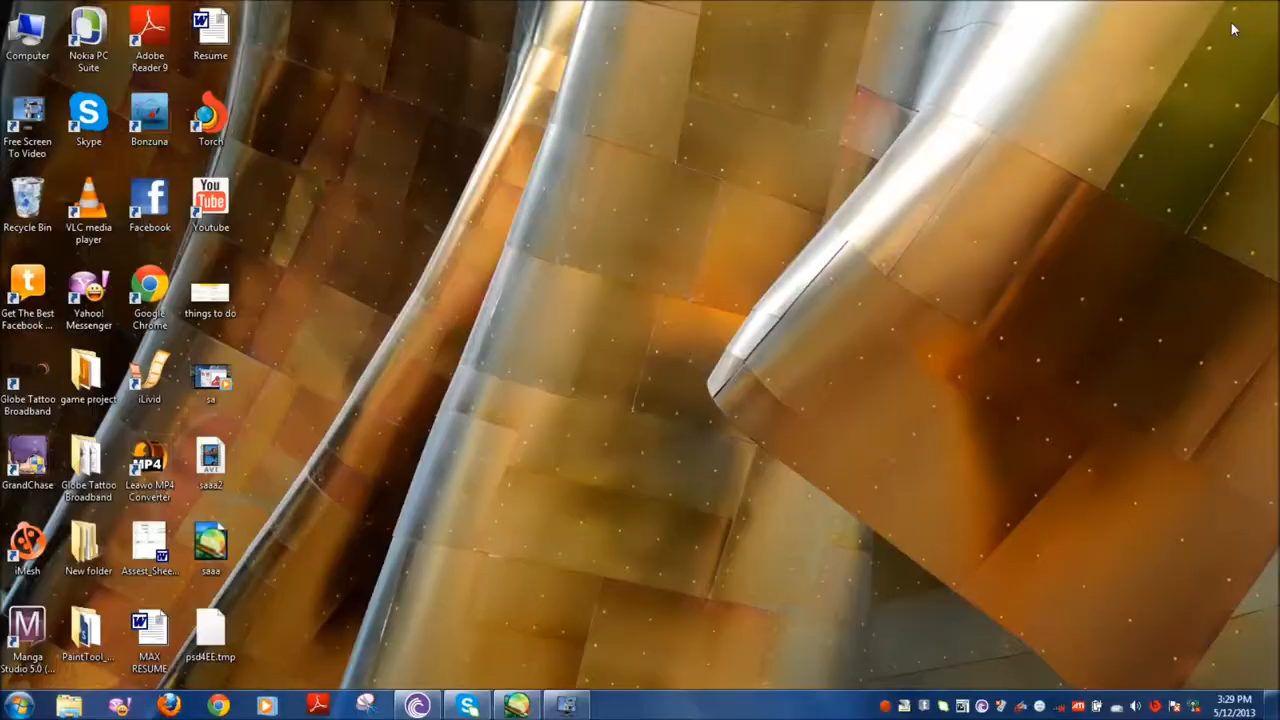 Computer
Nokia PC
Suite
Adobe
Reader 9
Resume
Free Screen
To Video
Skype
Bonzuna
Torch
Recycle Bin
VLC media
player
Facebook
You
Tube
Youtube
Get The Best
Facebook ...
Yahoo!
Messenger
Google
Chrome
things to do
Globe Tattoo
Broadband
game project
iLivid
sa
GrandChase
Globe Tattoo
Broadband
MP4
Leawo MP4
Converter
saaa2
iMesh
New folder
Assest_Shee...
saaa
Manga
Studio 5.0 (...
PaintTool_...
MAX
RESUME
psd4EE.tmp
3:29 PM
5/12/2013